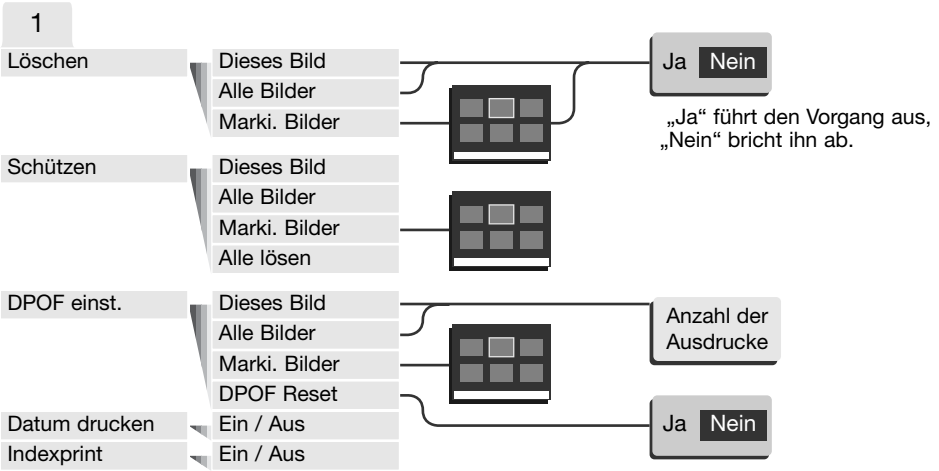 1
Löschen
Dieses Bild
Alle Bilder
Marki. Bilder
Ja Nein
„Ja“ führt den Vorgang aus,
„Nein“ bricht ihn ab.
Schützen
Dieses Bild
Alle Bilder
Marki. Bilder
Alle lösen
DPOF einst.
Dieses Bild
Alle Bilder
Marki. Bilder
DPOF Reset
Anzahl der
Ausdrucke
Ja Nein
Datum drucken
Ein / Aus
Indexprint
Ein / Aus